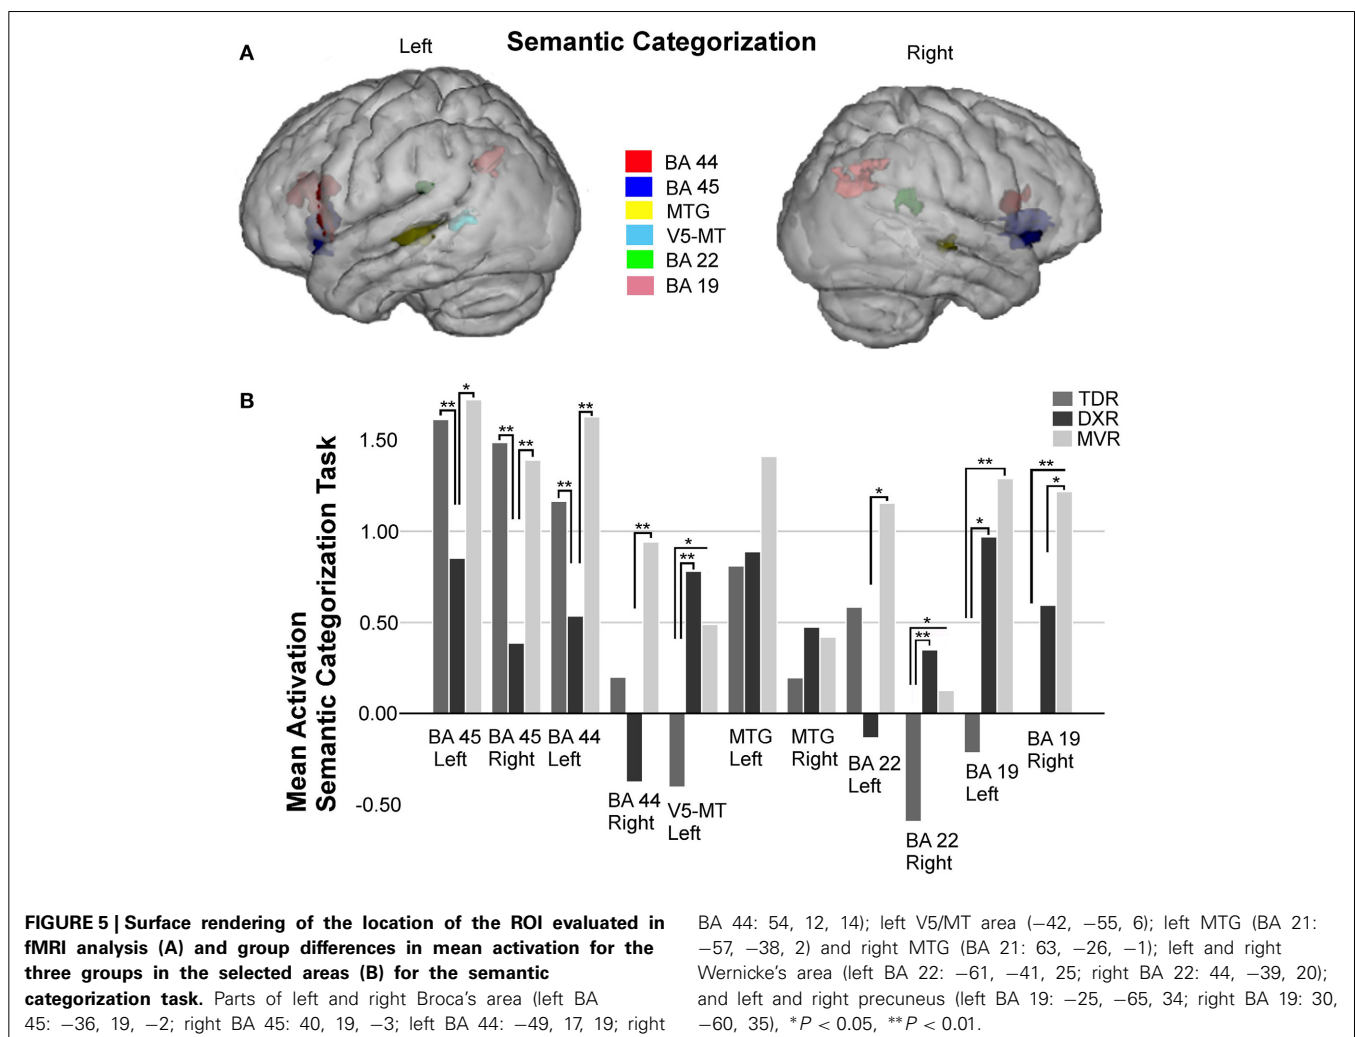 Semantic Categorization
A
Left
Right
BA 44
BA 45
MTG
V5-MT
BA 22
BA 19
B
TDR
DXR
MVR
Mean Activation
Semantic Categorization Task
1.50
1.00
0.50
0.00
-0.50
** *
** **
** **
**
* **
*
* **
** *
** *
BA 45
Left
BA 45
Right
BA 44
Left
BA 44
Right
V5-MT
Left
MTG
Left
MTG
Right
BA 22
Left
BA 22
Right
BA 19
Left
BA 19
Right
FIGURE 5 | Surface rendering of the location of the ROI evaluated in
fMRI analysis (A) and group differences in mean activation for the
three groups in the selected areas (B) for the semantic
categorization task. Parts of left and right Broca's area (left BA
45: −36, 19, −2; right BA 45: 40, 19, −3; left BA 44: −49, 17, 19; right
BA 44: 54, 12, 14); left V5/MT area (−42, −55, 6); left MTG (BA 21:
−57, −38, 2) and right MTG (BA 21: 63, −26, −1); left and right
Wernicke's area (left BA 22: −61, −41, 25; right BA 22: 44, −39, 20);
and left and right precuneus (left BA 19: −25, −65, 34; right BA 19: 30,
−60, 35), *P < 0.05, **P < 0.01.